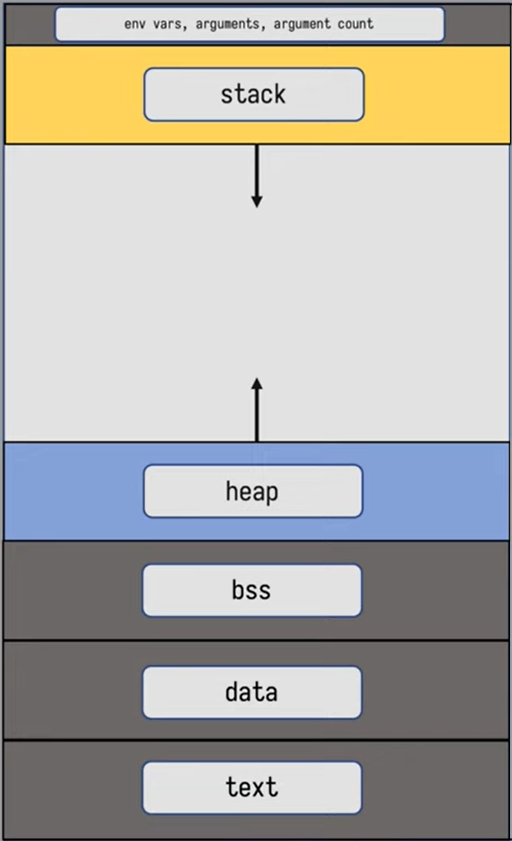 env vars, arguments, argument count
stack
heap
bss
data
text